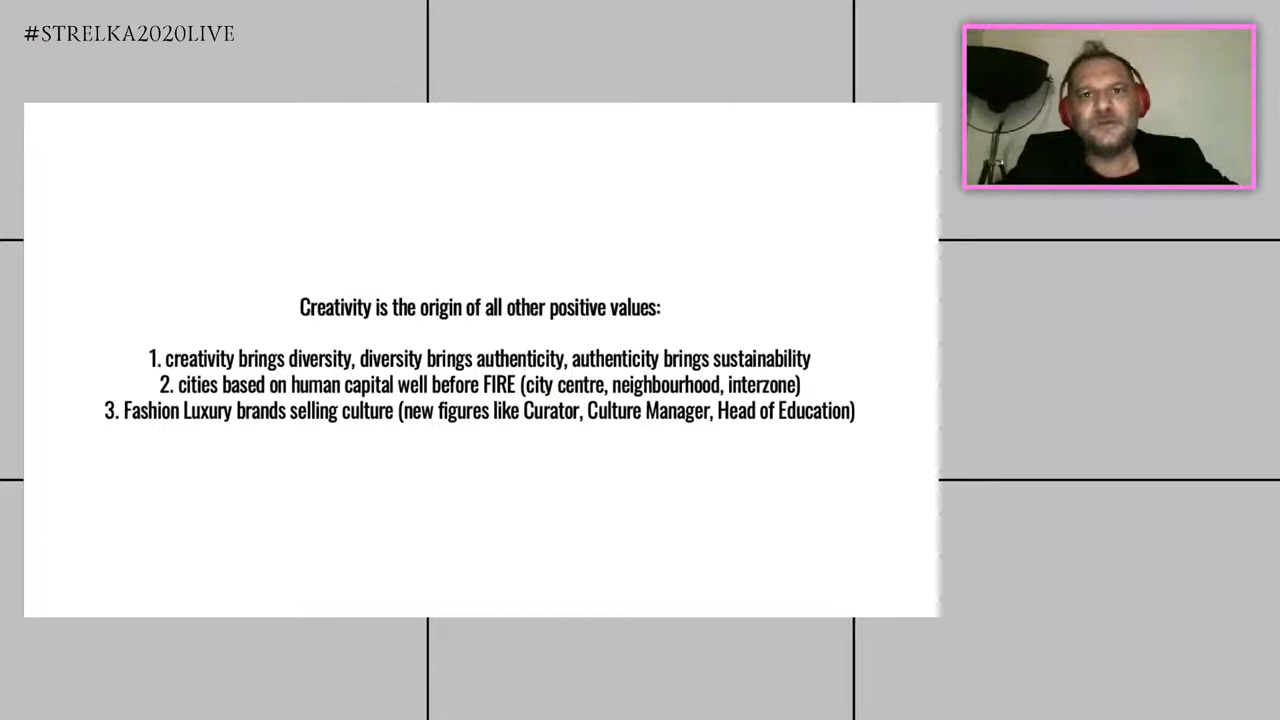 #STRELKA2020LIVE
Creativity is the origin of all other positive values:
1. creativity brings diversity, diversity brings authenticity, authenticity brings sustainability
2. cities based on human capital well before FIRE (city centre, neighbourhood, interzone)
3. Fashion Luxury brands selling culture (new figures like Curator, Culture Manager, Head of Education)